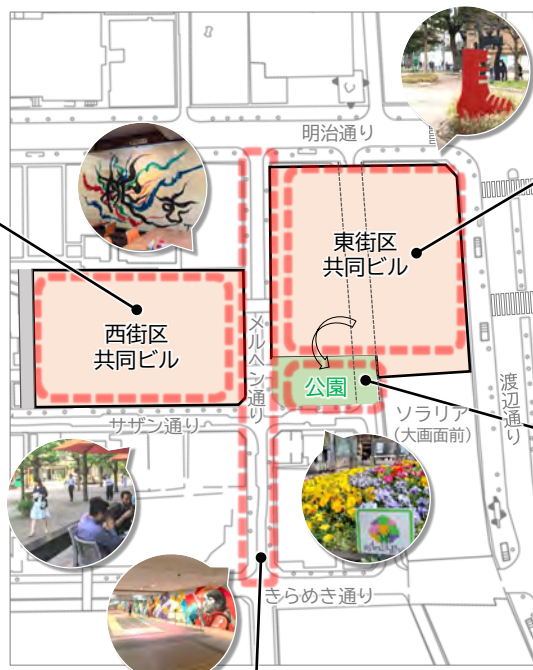 明治通り
東街区
共同ビル
西街区
共同ビル
メルヘン通り
公園
渡辺通り
ソラリア
(大画面前)
サザン通り
きらめき通り